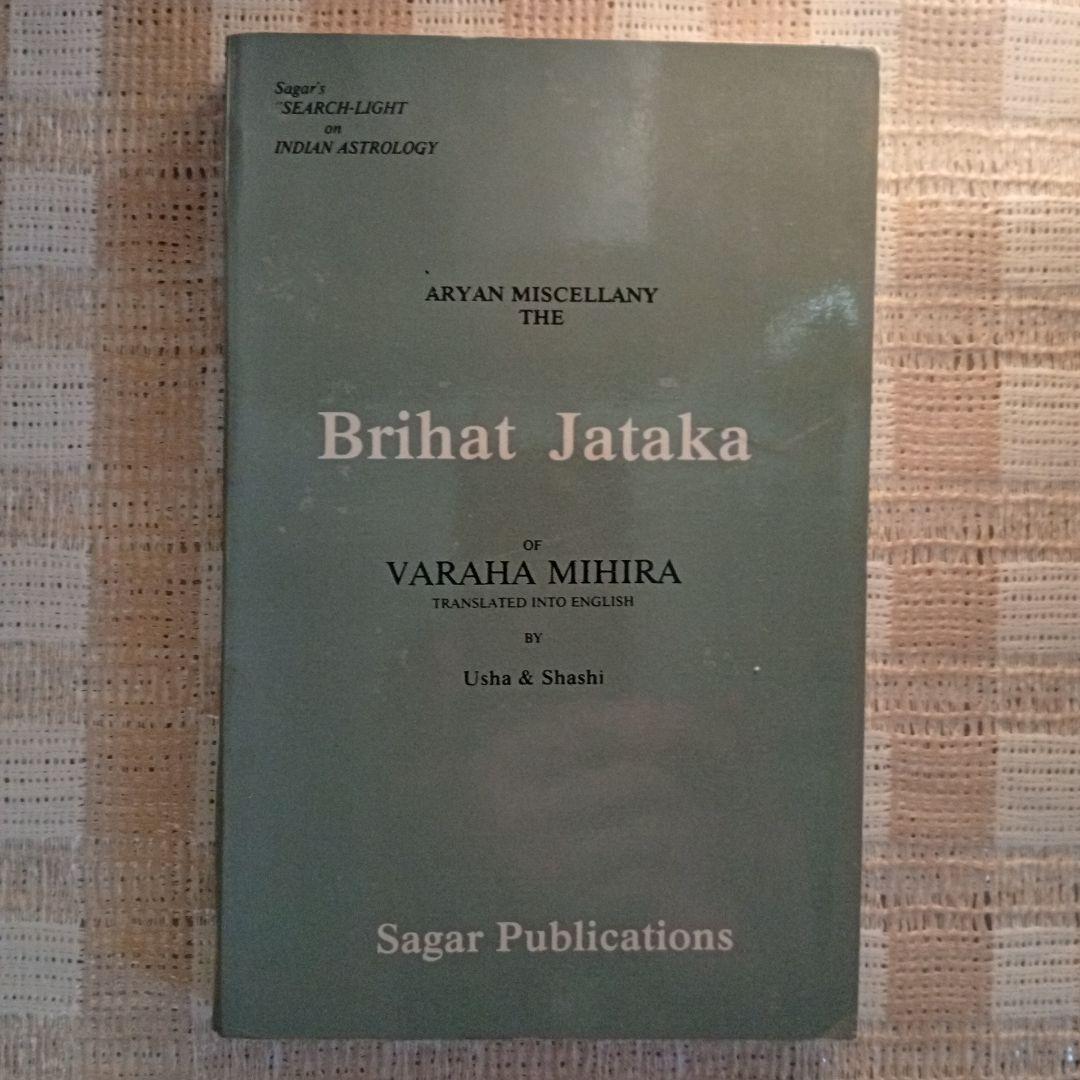 Sagar's
"SEARCH-LIGHT
on
INDIAN ASTROLOGY
ARYAN MISCELLANY
THE
Brihat Jataka
OF
VARAHA MIHIRA
TRANSLATED INTO ENGLISH
BY
Usha & Shashi
Sagar Publications